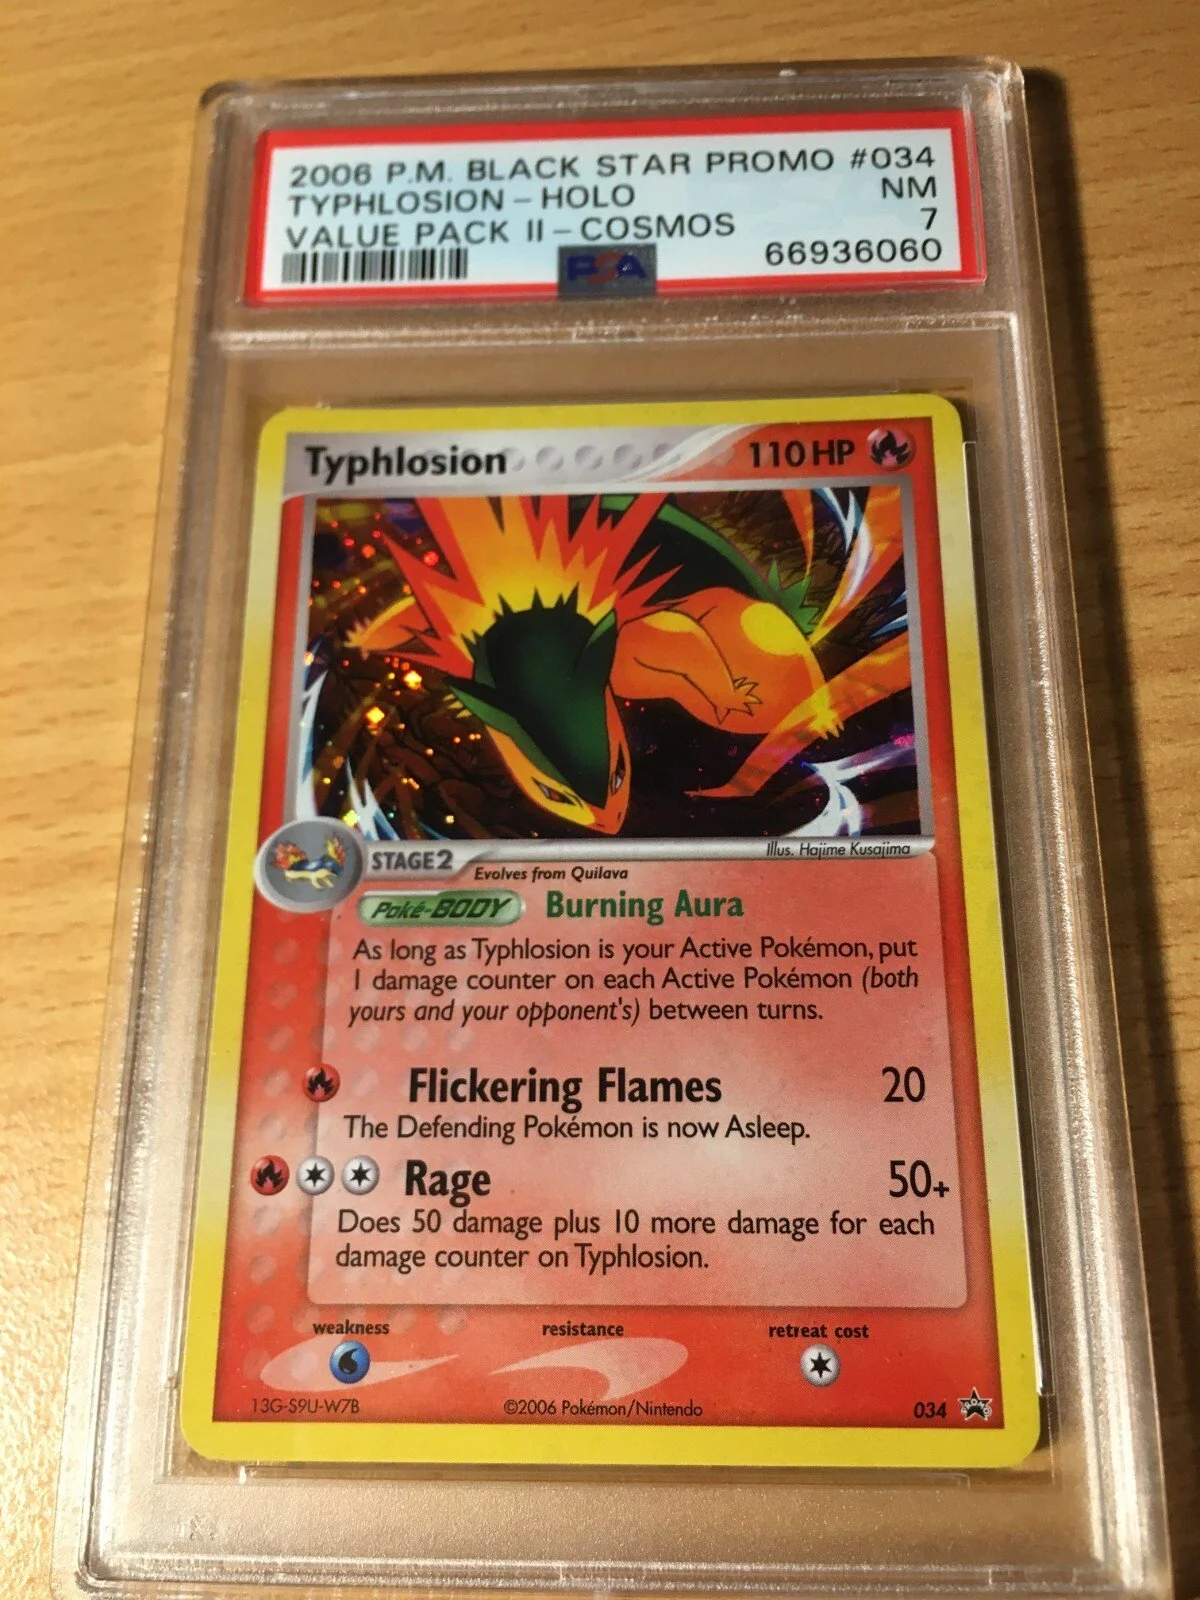 2006 P.M. BLACK STAR PROMO #034
TYPHLOSION – HOLO NM
VALUE PACK II – COSMOS 7
PSA 66936060
Typhlosion 110 HP
Illus. Hajime Kusajima
STAGE 2
Evolves from Quilava
Poké-BODY Burning Aura
As long as Typhlosion is your Active Pokémon, put
1 damage counter on each Active Pokémon (both
yours and your opponent's) between turns.
Flickering Flames 20
The Defending Pokémon is now Asleep.
Rage 50+
Does 50 damage plus 10 more damage for each
damage counter on Typhlosion.
weakness resistance retreat cost
13G-S9U-W7B ©2006 Pokémon/Nintendo 034 PROMO